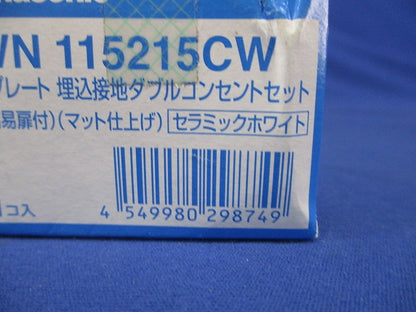 nasonic
WN 115215CW
プレート 埋込接地ダブルコンセントセット
易扉付)(マット仕上げ) セラミックホワイト
コ入
4 549980 298749